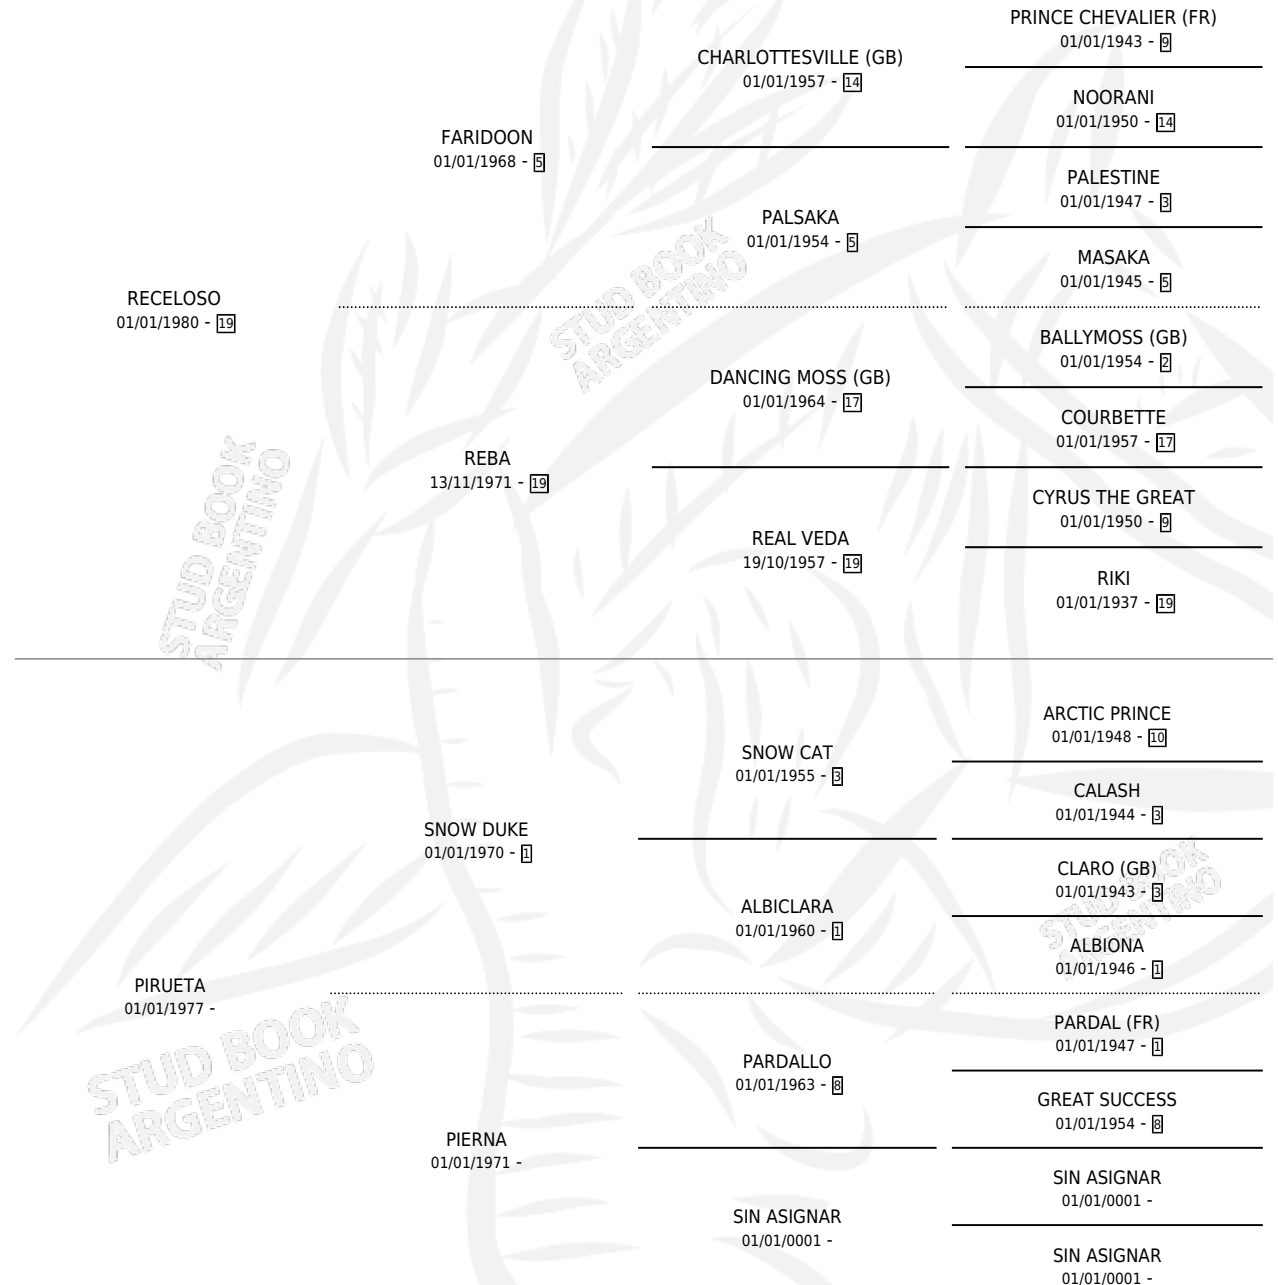 PRINCE CHEVALIER (FR)
01/01/1943 - 9
CHARLOTTESVILLE (GB)
01/01/1957 - 14
NOORANI
01/01/1950 - 14
FARIDOON
01/01/1968 - 5
PALESTINE
01/01/1947 - 3
PALSAKA
01/01/1954 - 5
MASAKA
01/01/1945 - 5
RECELOSO
01/01/1980 - 19
BALLYMOSS (GB)
01/01/1954 - 2
DANCING MOSS (GB)
01/01/1964 - 17
COURBETTE
01/01/1957 - 17
REBA
13/11/1971 - 19
CYRUS THE GREAT
01/01/1950 - 9
REAL VEDA
19/10/1957 - 19
RIKI
01/01/1937 - 19
STUD BOOK
ARGENTINO
STUD BOOK
ARGENTINO
ARCTIC PRINCE
01/01/1948 - 10
SNOW CAT
01/01/1955 - 3
CALASH
01/01/1944 - 3
SNOW DUKE
01/01/1970 - 1
CLARO (GB)
01/01/1943 - 3
ALBICLARA
01/01/1960 - 1
ALBIONA
01/01/1946 - 1
PIRUETA
01/01/1977 -
PARDAL (FR)
01/01/1947 - 1
PARDALLO
01/01/1963 - 8
GREAT SUCCESS
01/01/1954 - 8
PIERNA
01/01/1971 -
SIN ASIGNAR
01/01/0001 -
SIN ASIGNAR
01/01/0001 -
SIN ASIGNAR
01/01/0001 -
STUD BOOK
ARGENTINO
STUD BOOK
ARGENTINO